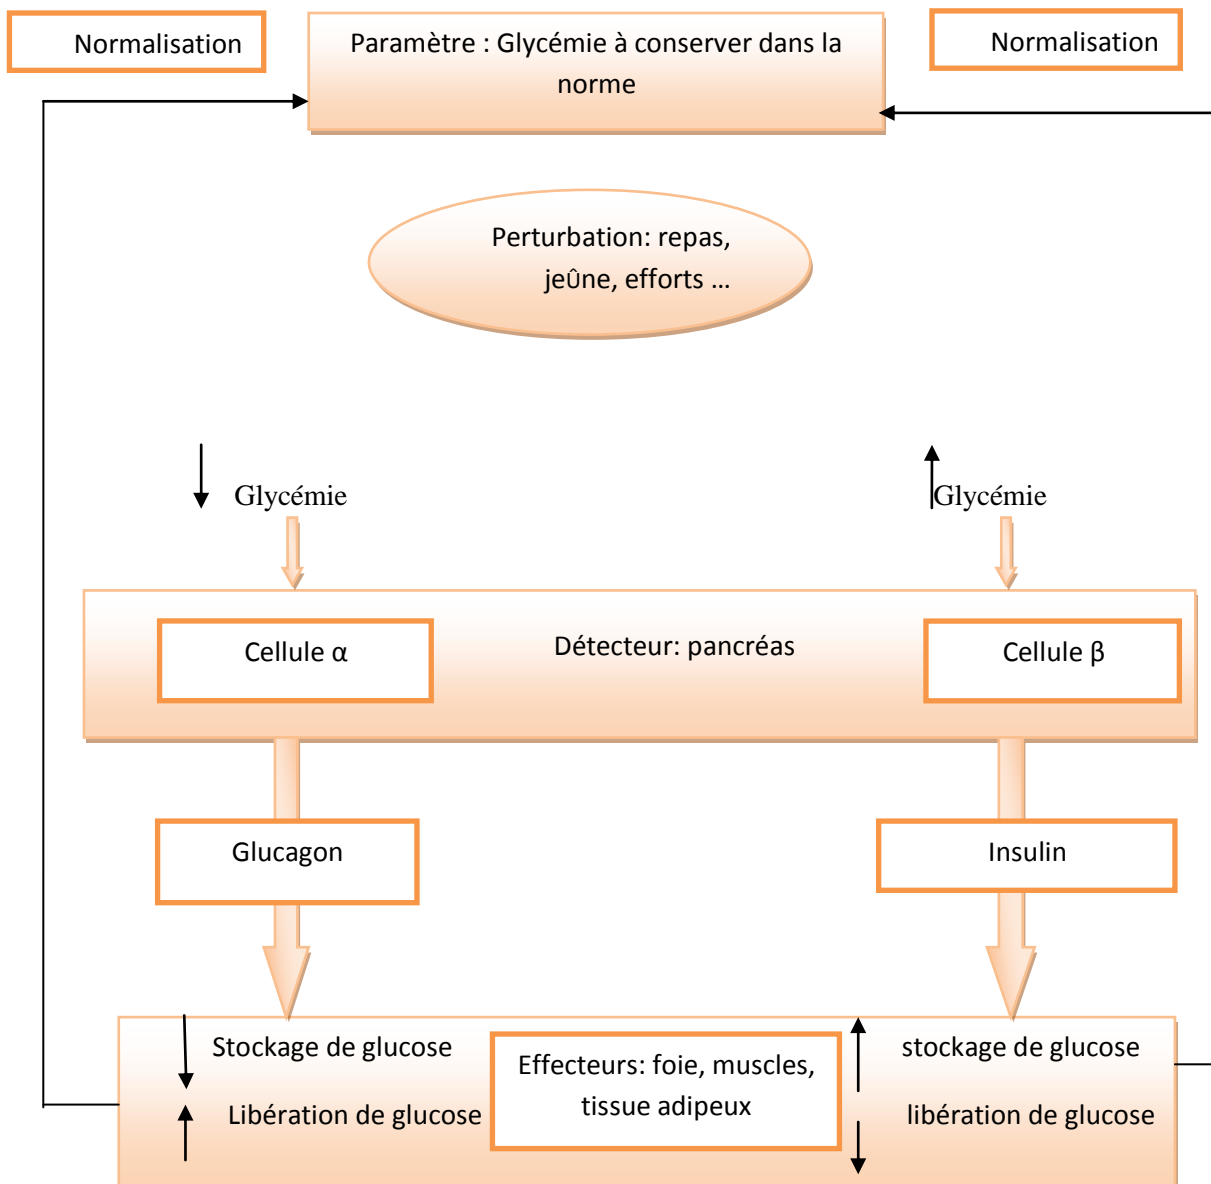 Normalisation
Paramètre : Glycémie à conserver dans la
norme
Normalisation
Perturbation: repas,
jeÛne, efforts ...
Glycémie
Glycémie
Cellule α
Détecteur: pancréas
Cellule β
Glucagon
Insulin
Stockage de glucose
Libération de glucose
Effecteurs: foie, muscles,
tissue adipeux
stockage de glucose
libération de glucose